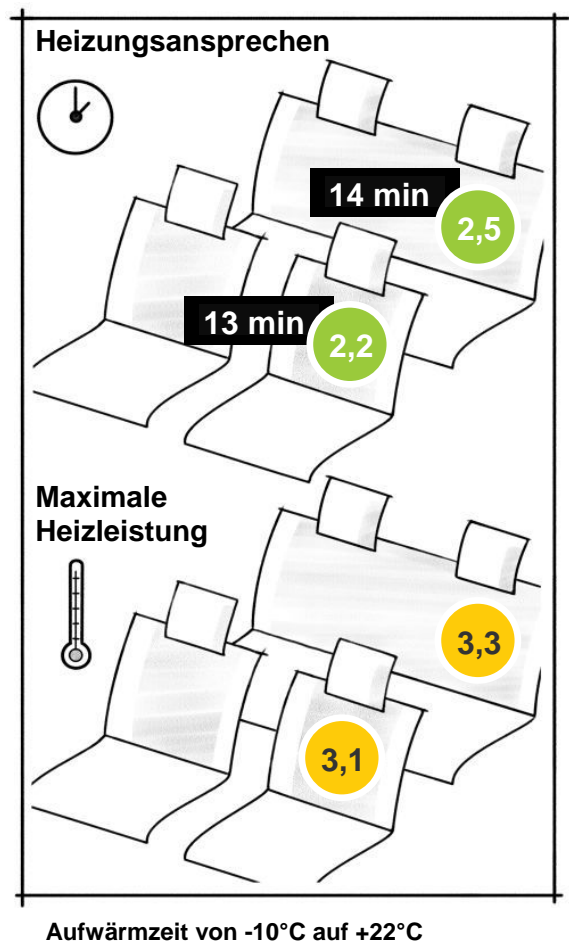 Heizungsansprechen
14 min
2,5
13 min
2,2
Maximale
Heizleistung
3,3
3,1
Aufwärmzeit von -10°C auf +22°C